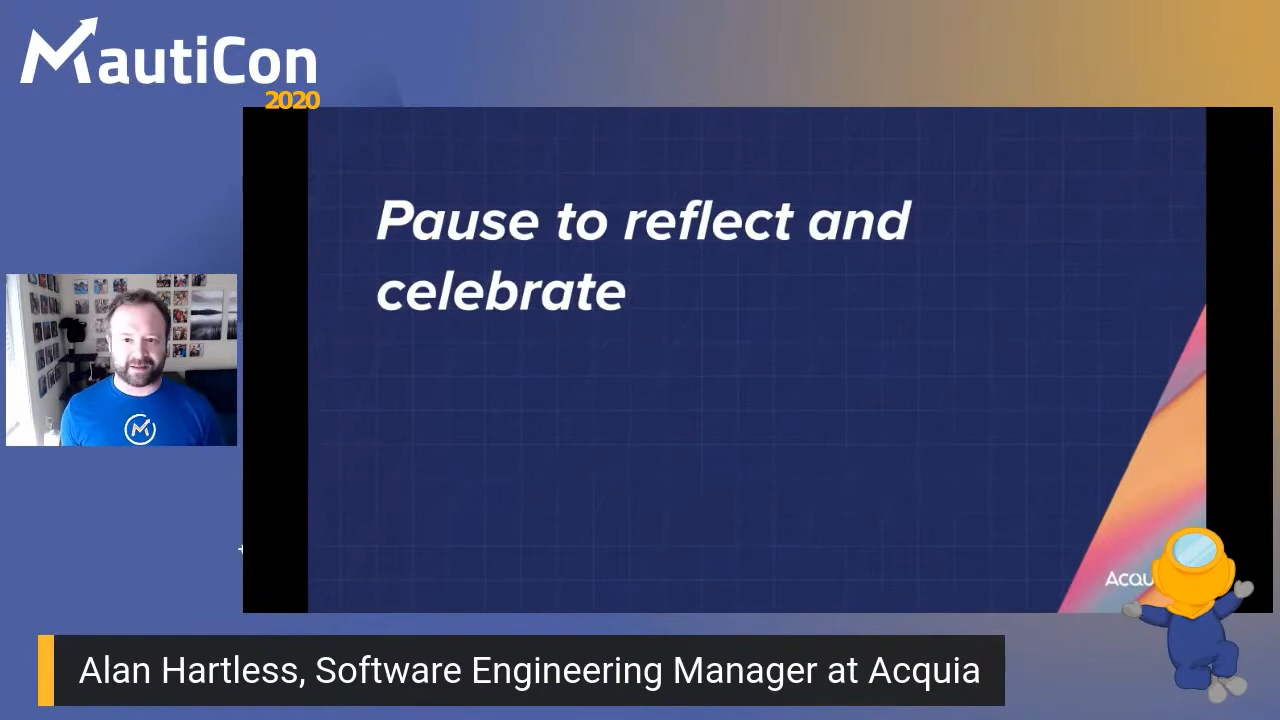 MautiCon
2020
Pause to reflect and
celebrate
Alan Hartless, Software Engineering Manager at Acquia